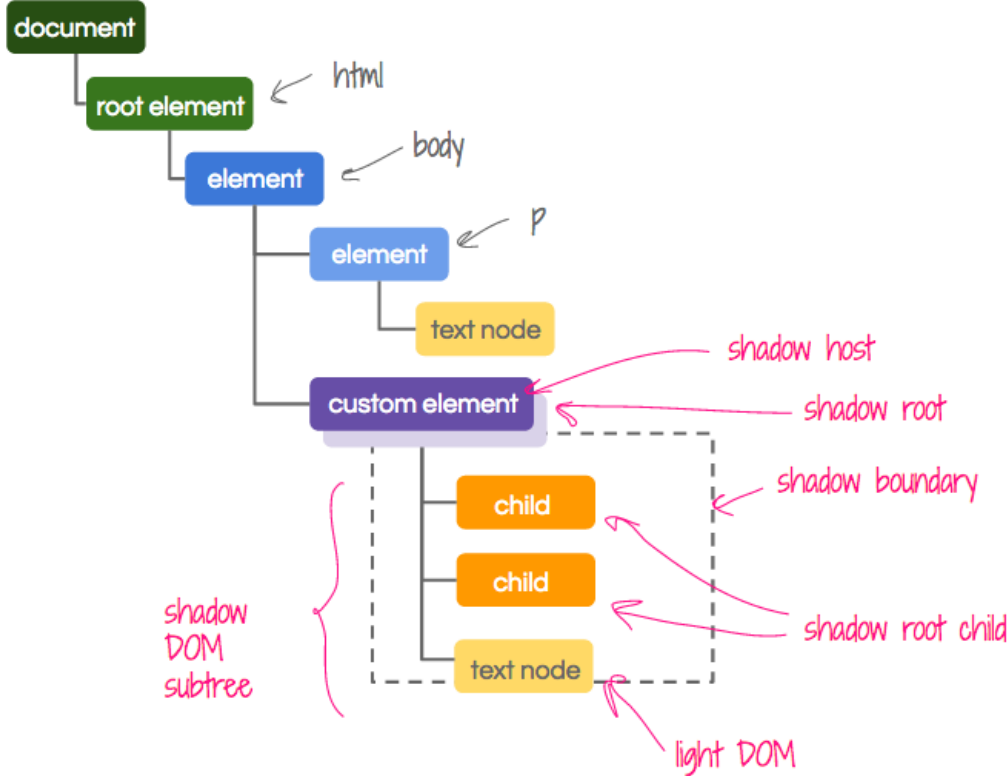 document
html
root element
body
element
p
element
text node
shadow host
custom element
shadow root
shadow boundary
child
child
shadow
DOM
subtree
shadow root child
text node
light DOM